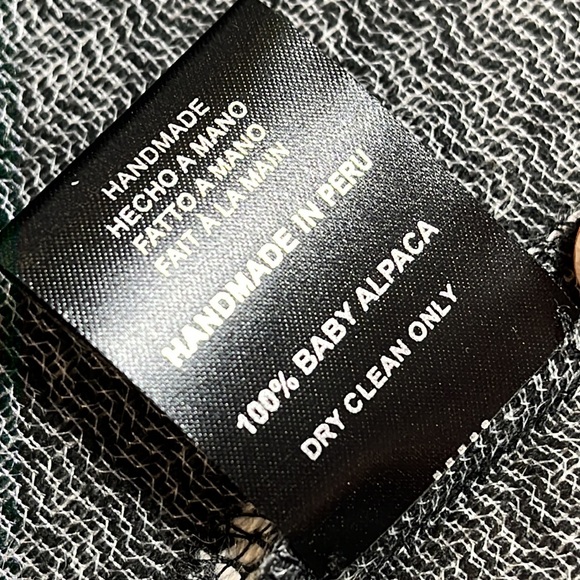 HANDMADE
HECHO A MANO
FATTO A MANO
FAIT A LA MAIN
HANDMADE IN PERU
100% BABY ALPACA
DRY CLEAN ONLY